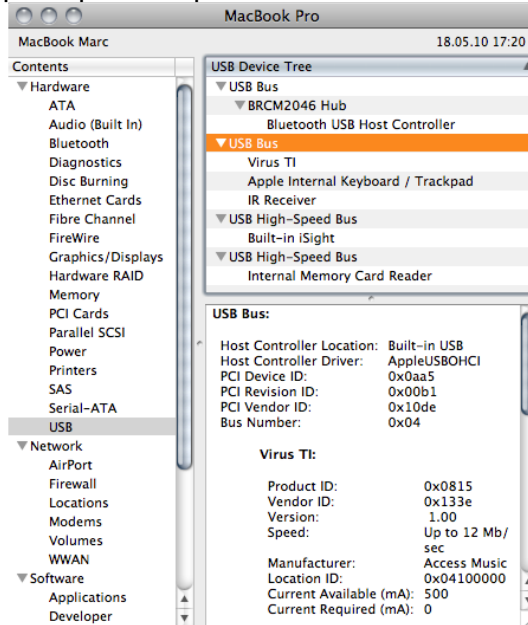 MacBook Pro
MacBook Marc
18.05.10 17:20
Contents
Hardware
ATA
Audio (Built In)
Bluetooth
Diagnostics
Disc Burning
Ethernet Cards
Fibre Channel
FireWire
Graphics/Displays
Hardware RAID
Memory
PCI Cards
Parallel SCSI
Power
Printers
SAS
Serial-ATA
USB
Network
AirPort
Firewall
Locations
Modems
Volumes
WWAN
Software
Applications
Developer
USB Device Tree
USB Bus
BRCM2046 Hub
Bluetooth USB Host Controller
USB Bus
Virus TI
Apple Internal Keyboard / Trackpad
IR Receiver
USB High-Speed Bus
Built-in iSight
USB High-Speed Bus
Internal Memory Card Reader
USB Bus:
Host Controller Location: Built-in USB
Host Controller Driver: AppleUSBOHCI
PCI Device ID: 0x0aa5
PCI Revision ID: 0x00b1
PCI Vendor ID: 0x10de
Bus Number: 0x04
Virus TI:
Product ID: 0x0815
Vendor ID: 0x133e
Version: 1.00
Speed: Up to 12 Mb/
sec
Manufacturer: Access Music
Location ID: 0x04100000
Current Available (mA): 500
Current Required (mA): 0